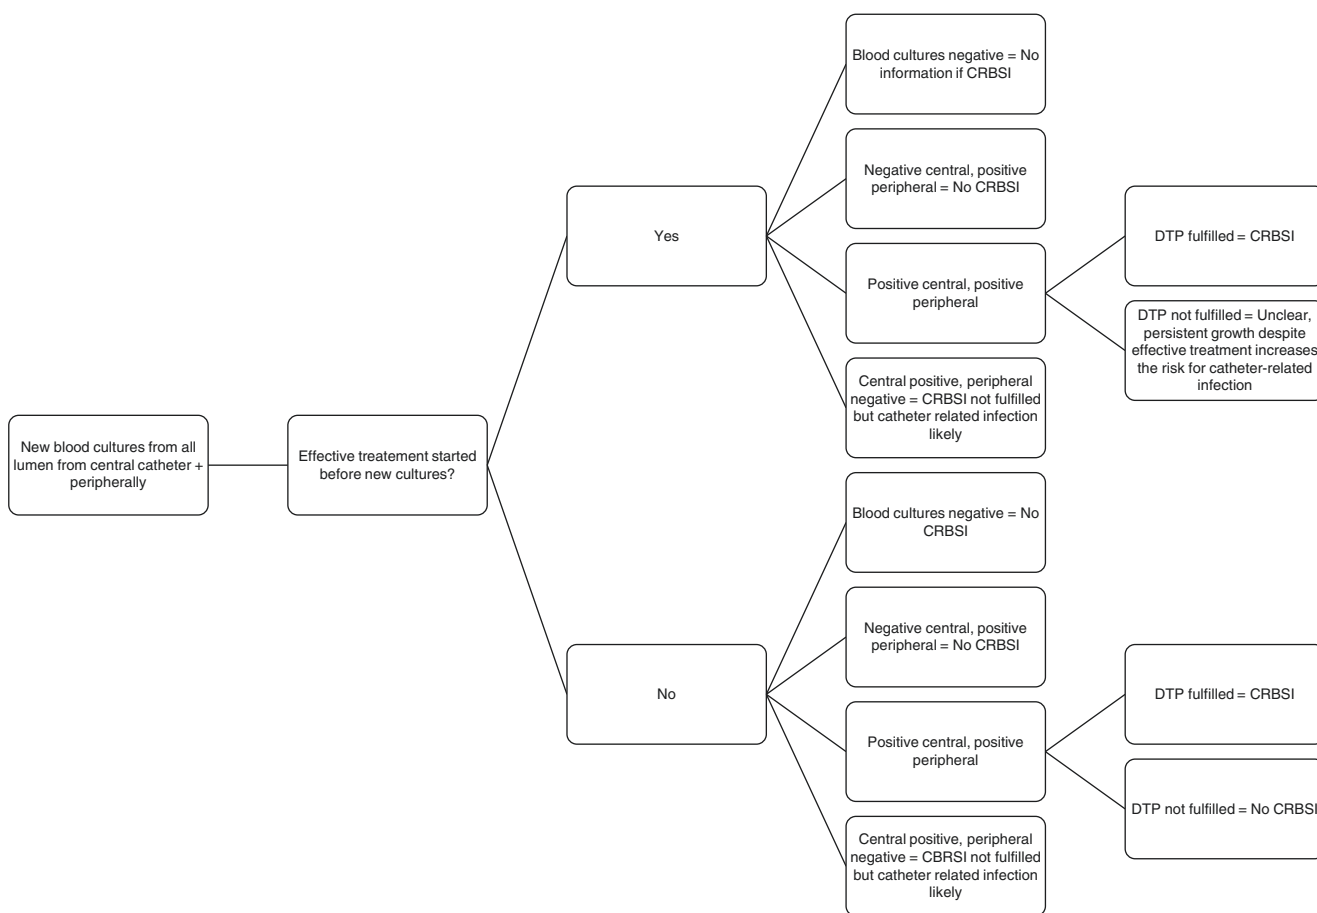 New blood cultures from all
lumen from central catheter +
peripherally
Effective treatement started
before new cultures?
Yes
Blood cultures negative = No
information if CRBSI
Negative central, positive
peripheral = No CRBSI
Positive central, positive
peripheral
DTP fulfilled = CRBSI
DTP not fulfilled = Unclear,
persistent growth despite
effective treatment increases
the risk for catheter-related
infection
Central positive, peripheral
negative = CRBSI not fulfilled
but catheter related infection
likely
No
Blood cultures negative = No
CRBSI
Negative central, positive
peripheral = No CRBSI
Positive central, positive
peripheral
DTP fulfilled = CRBSI
DTP not fulfilled = No CRBSI
Central positive, peripheral
negative = CBRSI not fulfilled
but catheter related infection
likely